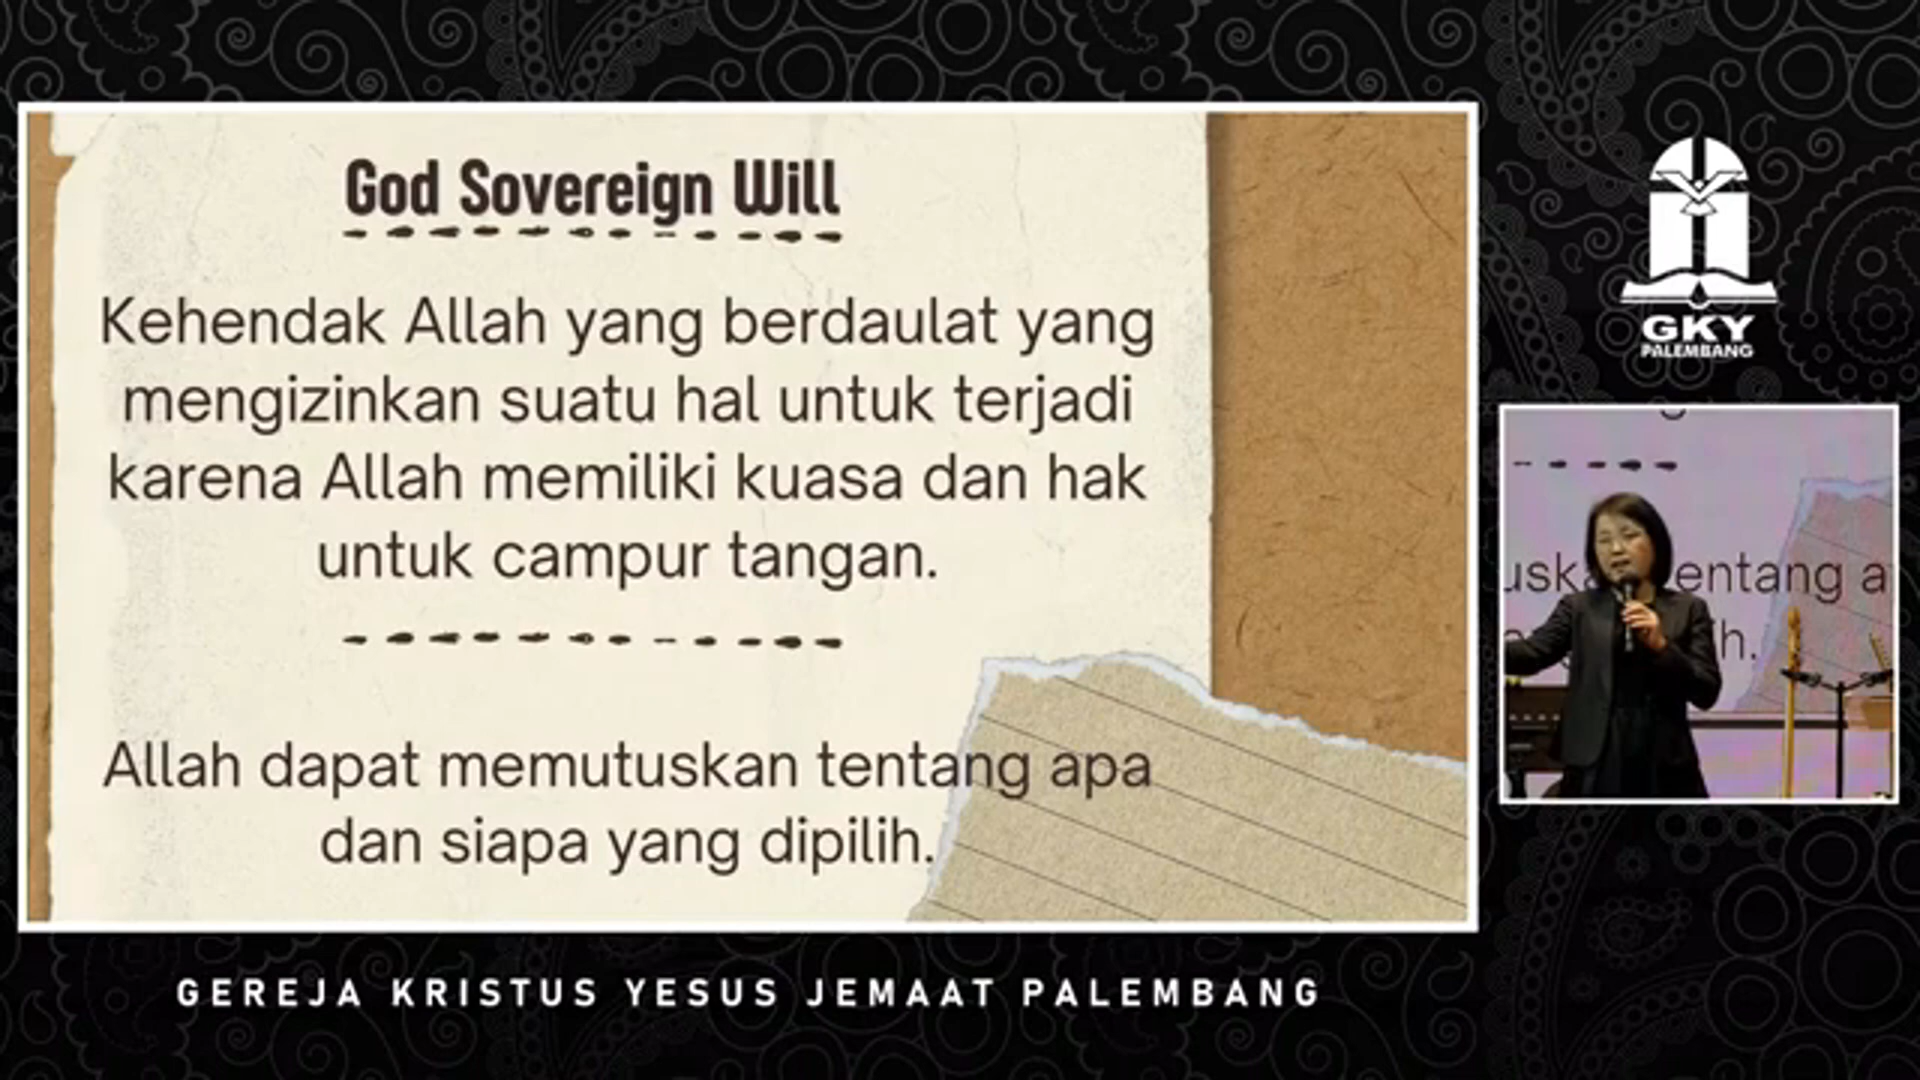 God Sovereign Will
Kehendak Allah yang berdaulat yang
mengizinkan suatu hal untuk terjadi
karena Allah memiliki kuasa dan hak
untuk campur tangan.
Allah dapat memutuskan tentang apa
dan siapa yang dipilih.
GKY
PALEMBANG
entang a
h.
GEREJA KRISTUS YESUS JEMAAT PALEMBANG